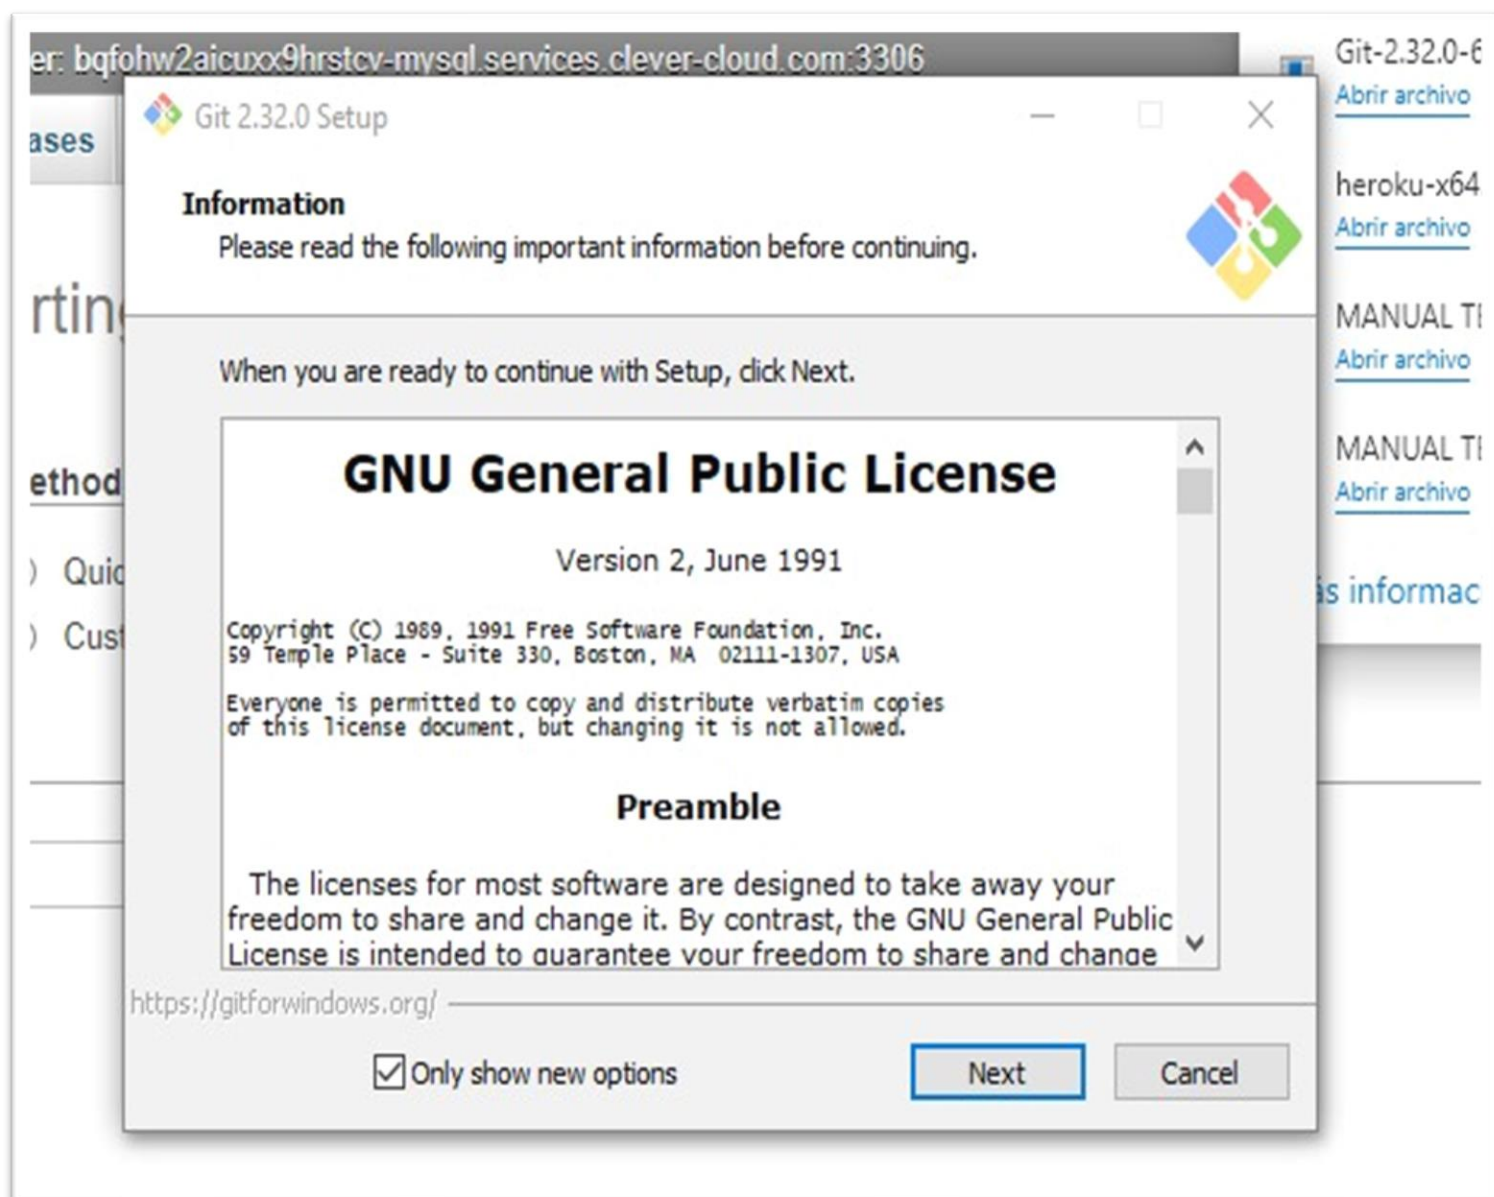 er: bqfohw2aicuxx9hrstcv-mysql.services.clever-cloud.com:3306
ases
rting
ethod
Quic
Cust
Git 2.32.0 Setup
Information
Please read the following important information before continuing.
When you are ready to continue with Setup, click Next.
GNU General Public License
Version 2, June 1991
Copyright (C) 1989, 1991 Free Software Foundation, Inc.
59 Temple Place - Suite 330, Boston, MA 02111-1307, USA
Everyone is permitted to copy and distribute verbatim copies
of this license document, but changing it is not allowed.
Preamble
The licenses for most software are designed to take away your
freedom to share and change it. By contrast, the GNU General Public
License is intended to guarantee your freedom to share and change
https://gitforwindows.org/
Only show new options
Next
Cancel
Git-2.32.0-6
Abrir archivo
heroku-x64
Abrir archivo
MANUAL TE
Abrir archivo
MANUAL TE
Abrir archivo
ás informac